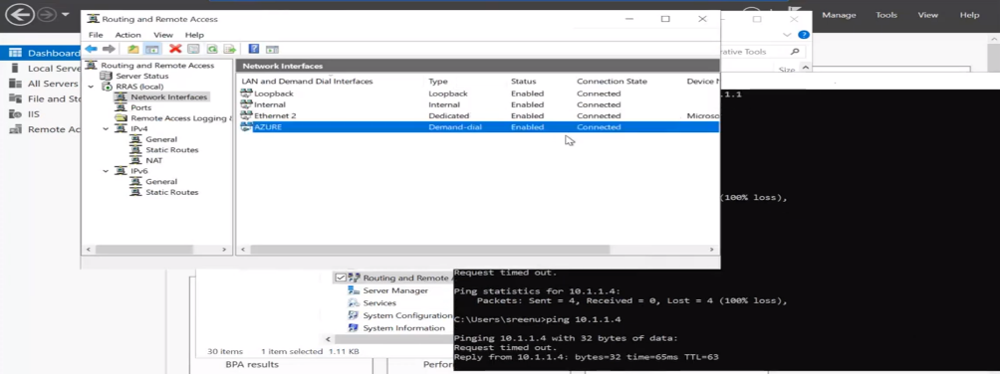 Routing and Remote Access
Manage Tools View Help
File Action View Help
Dashboard
Local Serve
All Servers
File and Sto
IIS
Remote Ac
Routing and Remote Access
Server Status
RRAS (local)
Network Interfaces
Ports
Remote Access Logging &
IPv4
General
Static Routes
NAT
IPv6
General
Static Routes
Network Interfaces
LAN and Demand Dial Interfaces Type Status Connection State Device N
Loopback Loopback Enabled Connected
Internal Internal Enabled Connected
Ethernet 2 Dedicated Enabled Connected Microso
AZURE Demand-dial Enabled Connected
rative Tools
Size
.1.1
(100% loss),
(100% loss),
Routing and Remote A
Server Manager
Services
System Configuration
System Information
30 items 1 item selected 1.11 KB
BPA results
Perfor
Request timed out.
Ping statistics for 10.1.1.4:
Packets: Sent = 4, Received = 0, Lost = 4 (100% loss),
C:\Users\sreenu>ping 10.1.1.4
Pinging 10.1.1.4 with 32 bytes of data:
Request timed out.
Reply from 10.1.1.4: bytes=32 time=65ms TTL=63